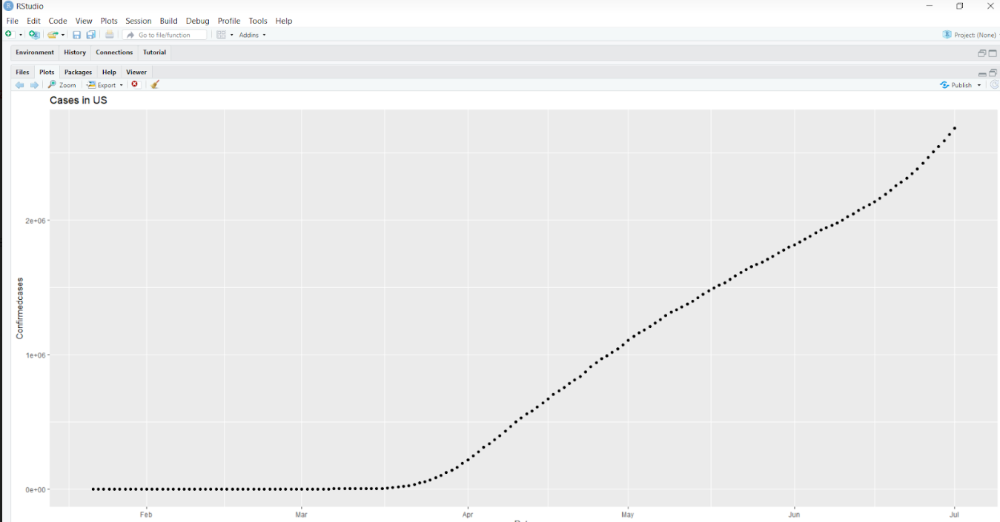 RStudio
File Edit Code View Plots Session Build Debug Profile Tools Help
Go to file/function Addins Project: (None)
Environment History Connections Tutorial
Files Plots Packages Help Viewer
Zoom Export Publish
Cases in US
Confirmedcases
2e+06
1e+06
0e+00
Feb Mar Apr May Jun Jul